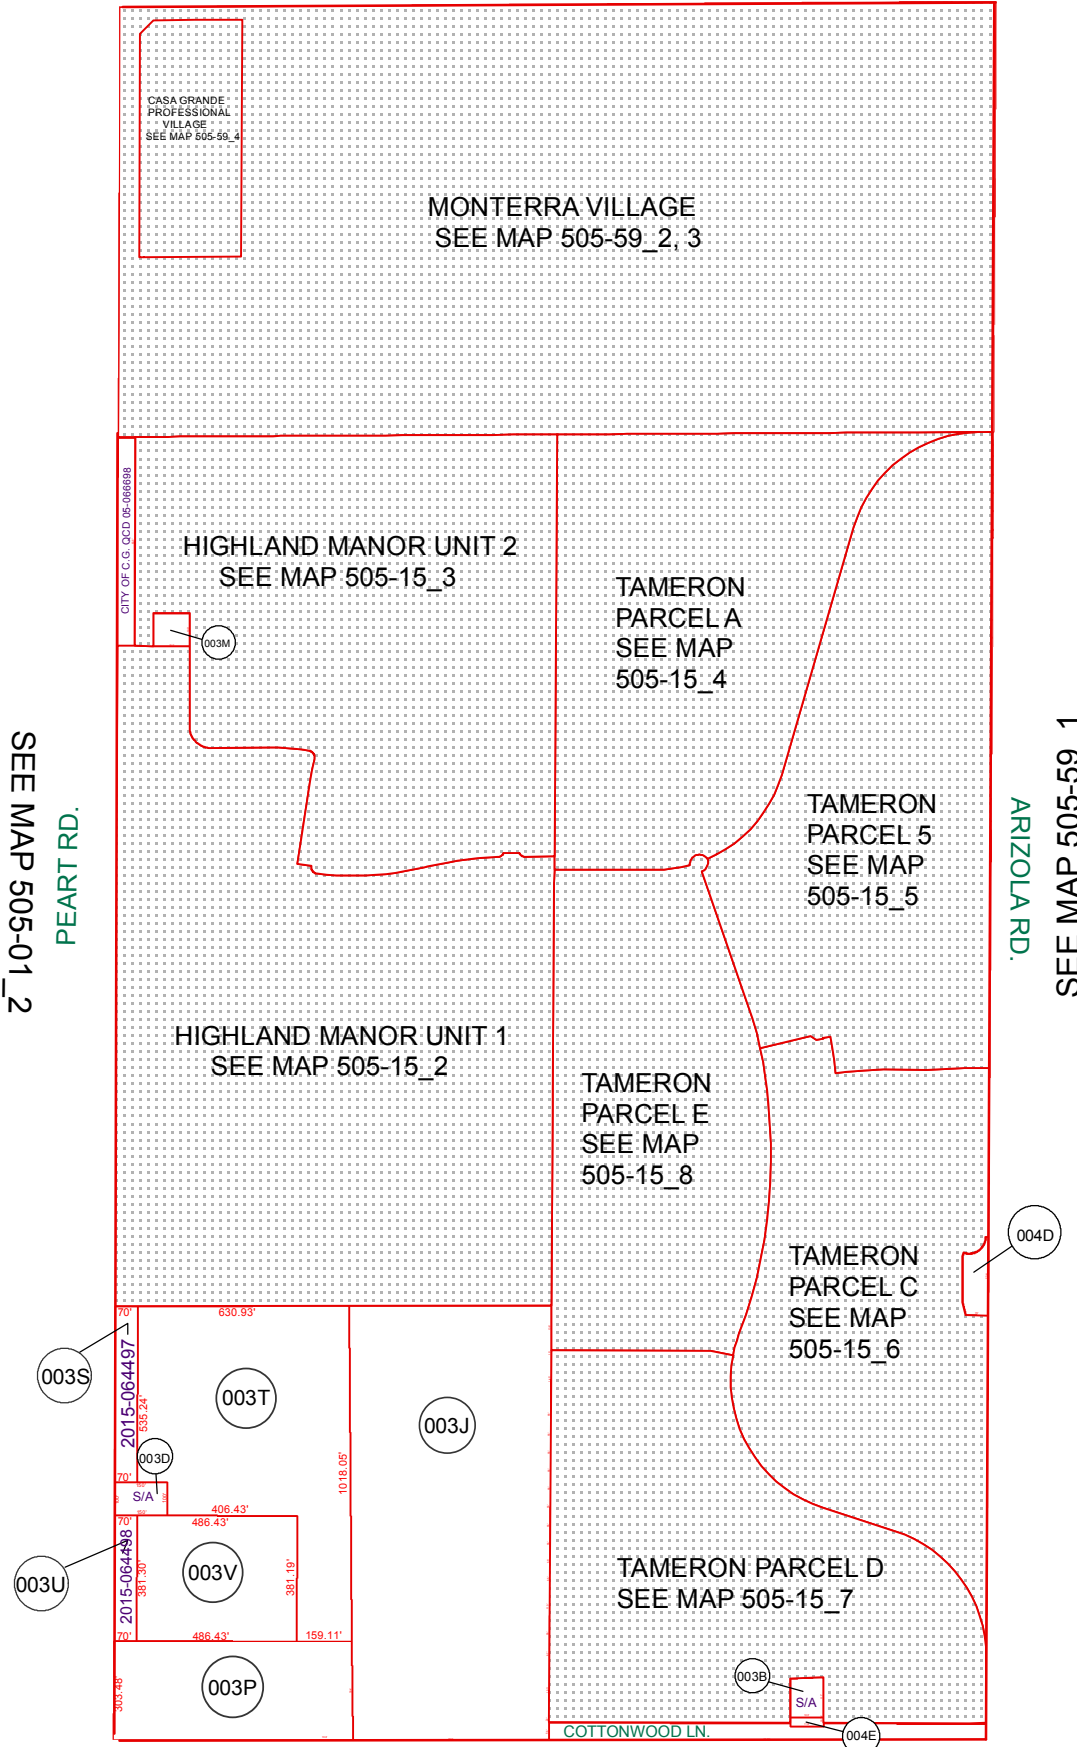 CASA GRANDE
PROFESSIONAL
VILLAGE
SEE MAP 505-59_4
MONTERRA VILLAGE
SEE MAP 505-59_2, 3
CITY OF C.G. QCD 05-066698
HIGHLAND MANOR UNIT 2
SEE MAP 505-15_3
003M
TAMERON
PARCEL A
SEE MAP
505-15_4
SEE MAP 505-01_2
PEART RD.
TAMERON
PARCEL 5
SEE MAP
505-15_5
ARIZOLA RD.
SEE MAP 505-59_1
HIGHLAND MANOR UNIT 1
SEE MAP 505-15_2
TAMERON
PARCEL E
SEE MAP
505-15_8
004D
TAMERON
PARCEL C
SEE MAP
505-15_6
70'
630.93'
003S
2015-064497
535.24'
003T
003J
1018.05'
70'
003D
S/A
406.43'
70'
486.43'
003U
2015-064498
381.30'
003V
381.19'
70'
486.43'
159.11'
303.48'
003P
TAMERON PARCEL D
SEE MAP 505-15_7
003B
S/A
COTTONWOOD LN.
004E